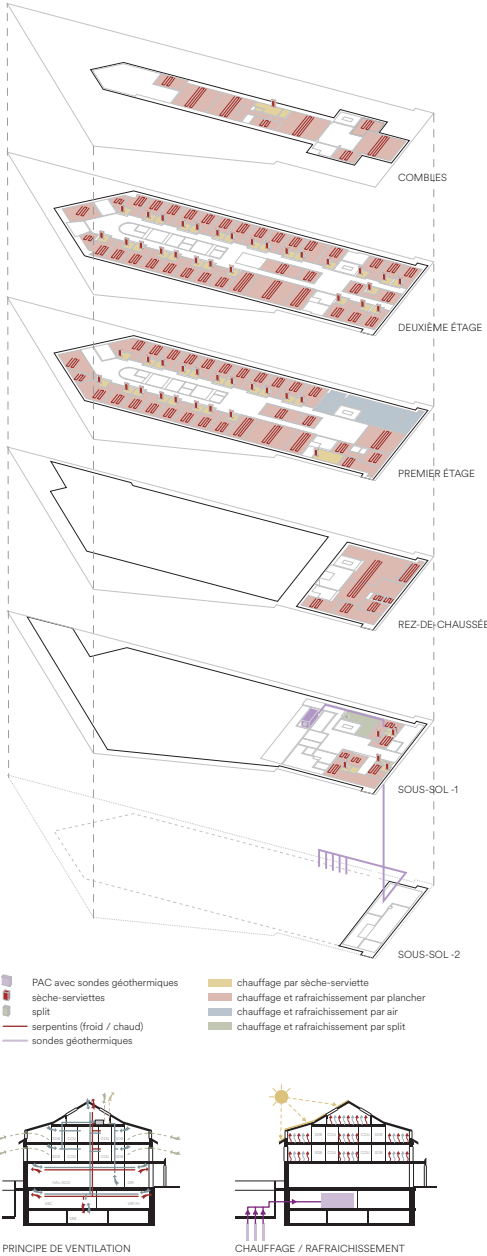 COMBLES
DEUXIÈME ÉTAGE
PREMIER ÉTAGE
REZ-DE-CHAUSSÉE
SOUS-SOL -1
SOUS-SOL -2
PAC avec sondes géothermiques
sèche-serviettes
split
serpentins (froid / chaud)
sondes géothermiques
chauffage par sèche-serviette
chauffage et rafraichissement par plancher
chauffage et rafraichissement par air
chauffage et rafraichissement par split
PRINCIPE DE VENTILATION
CHAUFFAGE / RAFRAICHISSEMENT